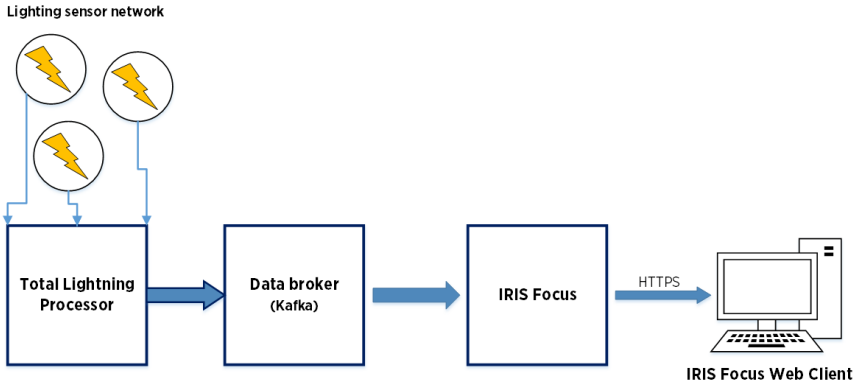 Lighting sensor network
Total Lightning
Processor
Data broker
(Kafka)
IRIS Focus
HTTPS
IRIS Focus Web Client